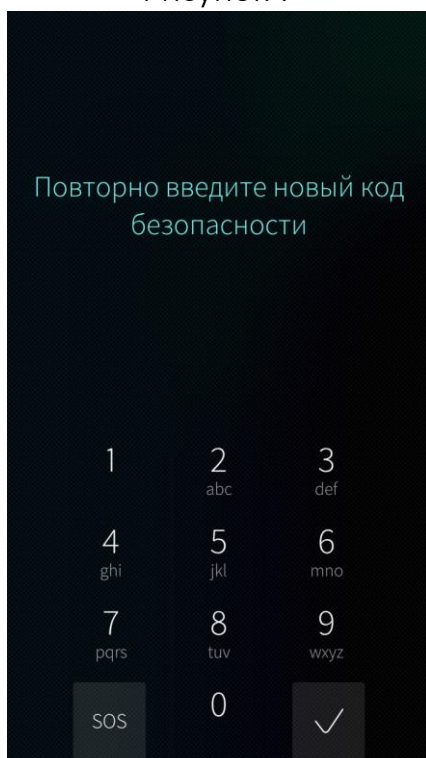 Повторно введите новый код
безопасности
1 2 3
abc def
4 5 6
ghi jkl mno
7 8 9
pqrs tuv wxyz
SOS 0